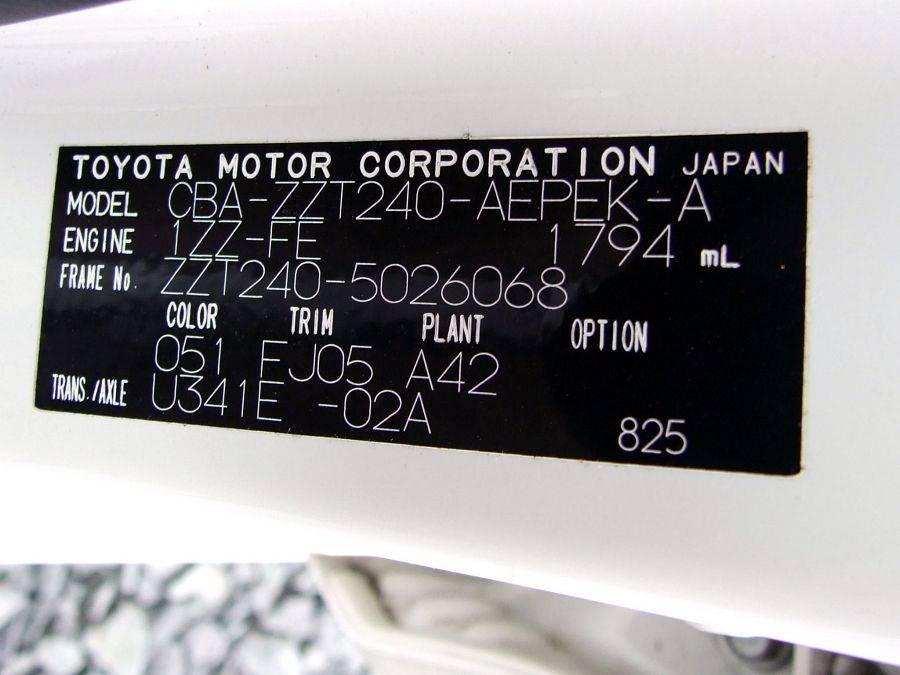 TOYOTA MOTOR CORPORATION JAPAN
MODEL CBA-ZZT240-AEPEK-A
ENGINE 1ZZ-FE 1794 mL
FRAME No. ZZT240-5026068
COLOR TRIM PLANT OPTION
051 FJ05 A42
TRANS./AXLE U341E -02A
825